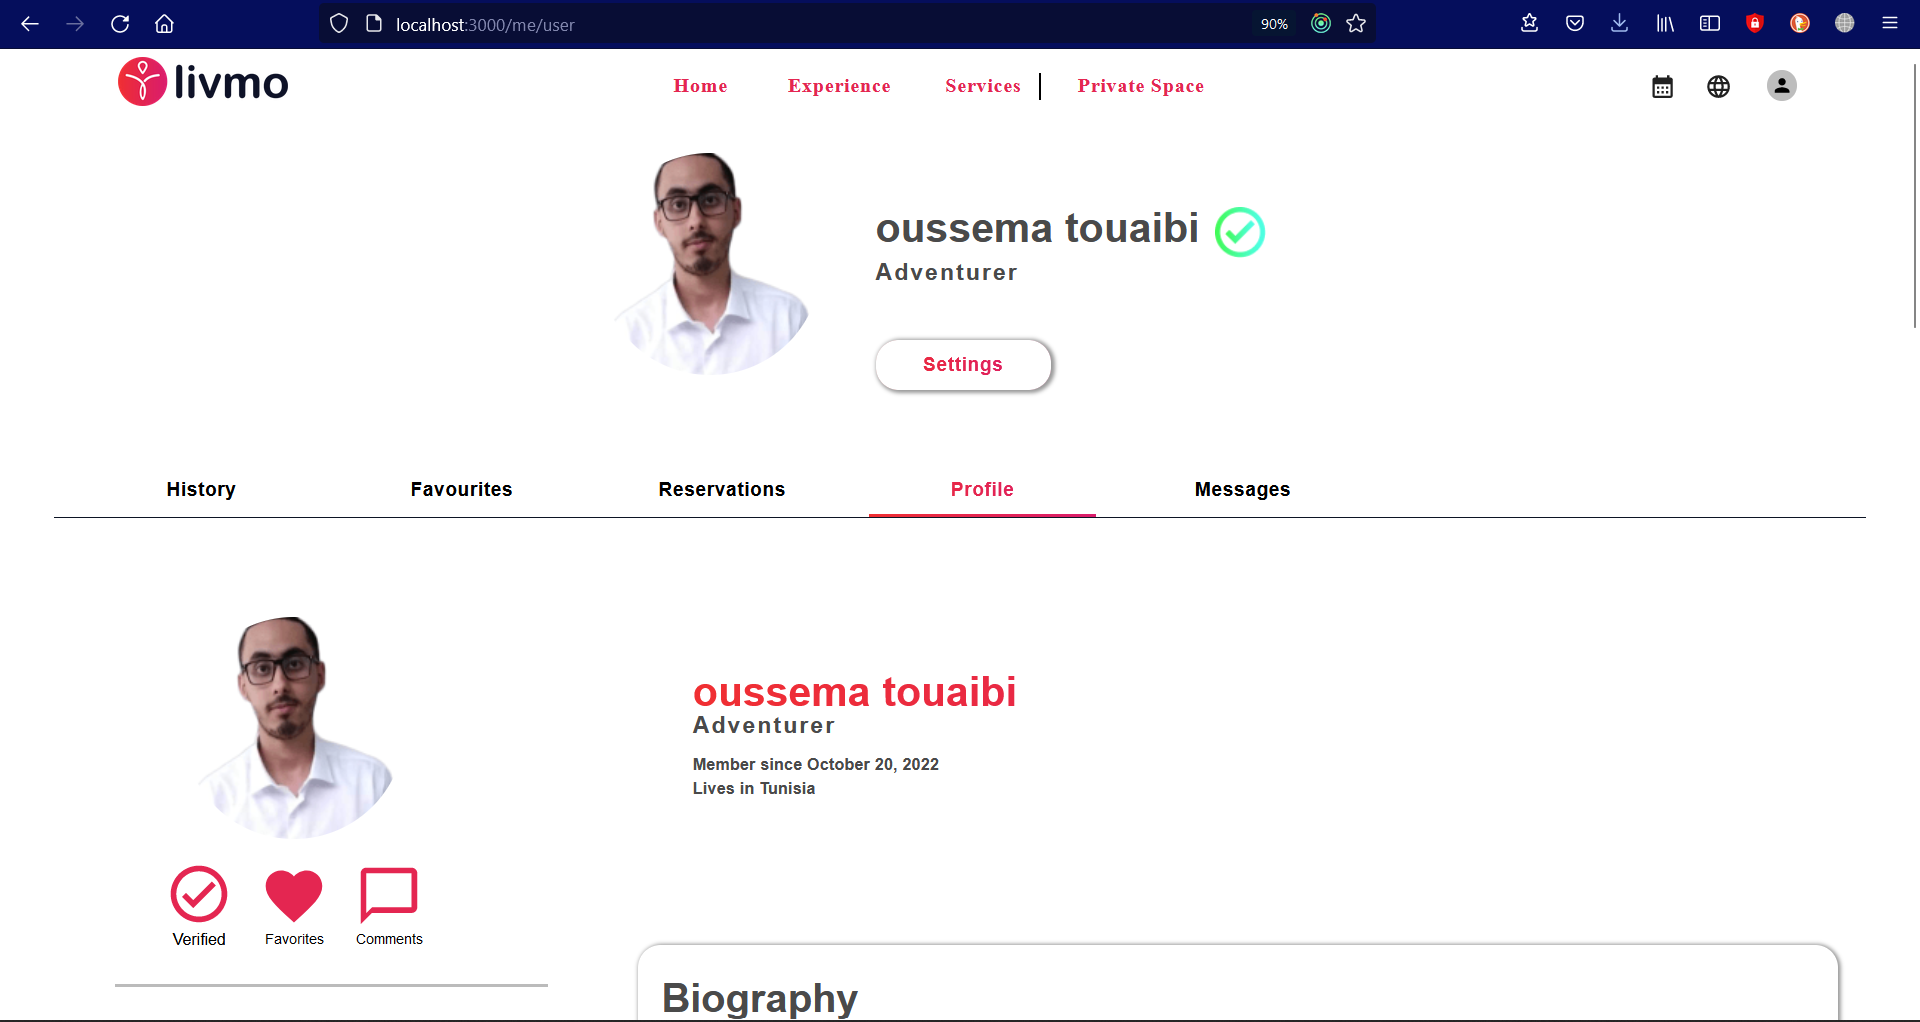 localhost:3000/me/user
90%
livmo
Home
Experience
Services
Private Space
oussema touaibi
Adventurer
Settings
History
Favourites
Reservations
Profile
Messages
oussema touaibi
Adventurer
Member since October 20, 2022
Lives in Tunisia
Verified
Favorites
Comments
Biography